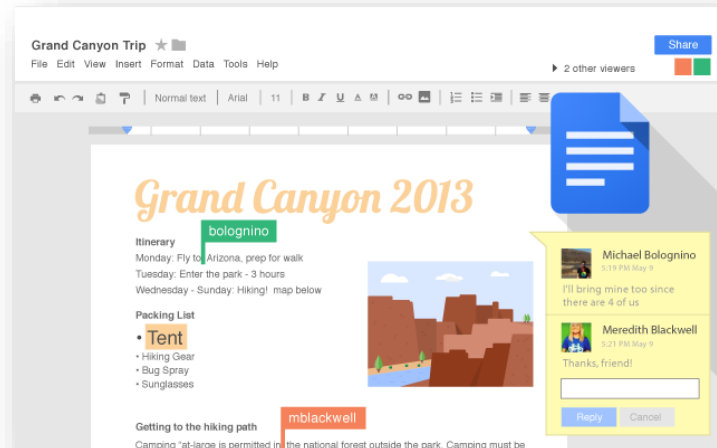 Grand Canyon Trip
Share
File Edit View Insert Format Data Tools Help
2 other viewers
Normal text Arial 11 B I U A
Grand Canyon 2013
bolognino
Itinerary
Monday: Fly to Arizona, prep for walk
Tuesday: Enter the park - 3 hours
Wednesday - Sunday: Hiking! map below
Packing List
• Tent
• Hiking Gear
• Bug Spray
• Sunglasses
Michael Bolognino
5:19 PM May 9
I'll bring mine too since
there are 4 of us
Meredith Blackwell
5:21 PM May 9
Thanks, friend!
Reply Cancel
mblackwell
Getting to the hiking path
Camping "at-large is permitted in the national forest outside the park. Camping must be